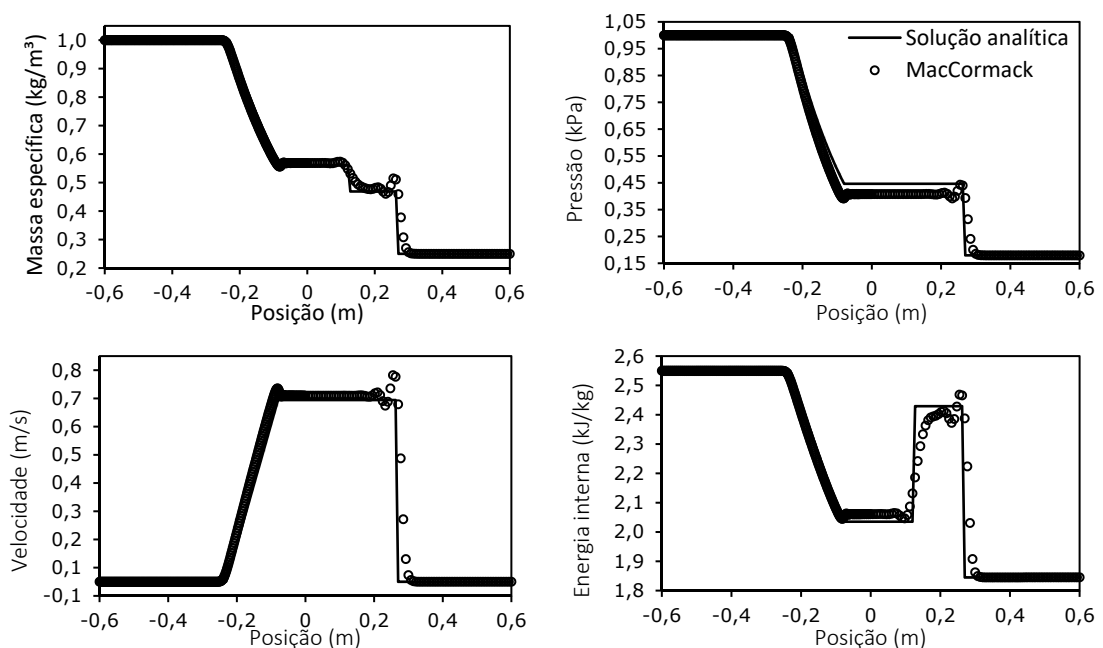 Massa específica (kg/m³)
1,0
0,9
0,8
0,7
0,6
0,5
0,4
0,3
0,2
-0,6 -0,4 -0,2 0 0,2 0,4 0,6
Posição (m)
Pressão (kPa)
1,05
0,95
0,85
0,75
0,65
0,55
0,45
0,35
0,25
0,15
Solução analítica
MacCormack
-0,6 -0,4 -0,2 0 0,2 0,4 0,6
Posição (m)
Velocidade (m/s)
0,8
0,7
0,6
0,5
0,4
0,3
0,2
0,1
-0,1
-0,6 -0,4 -0,2 0 0,2 0,4 0,6
Posição (m)
Energia interna (kJ/kg)
2,6
2,5
2,4
2,3
2,2
2,1
2,0
1,9
1,8
-0,6 -0,4 -0,2 0 0,2 0,4 0,6
Posição (m)